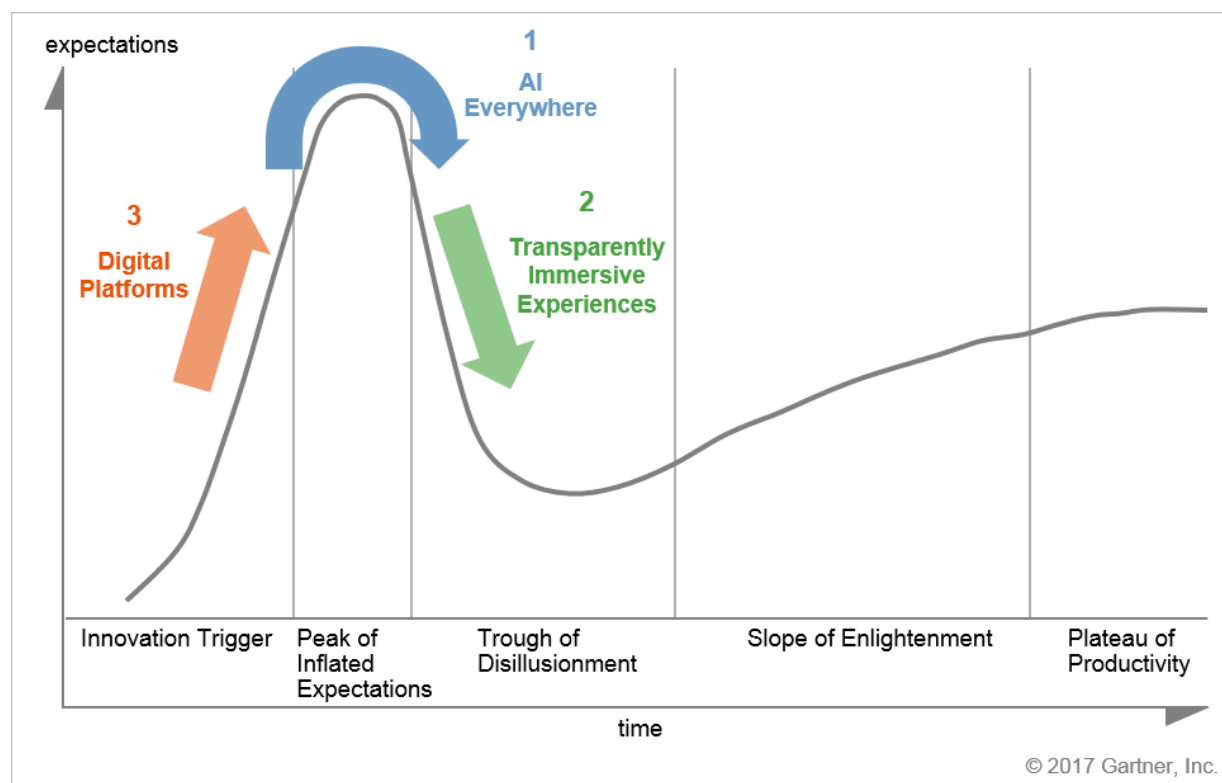 expectations
1
AI
Everywhere
3
Digital
Platforms
2
Transparently
Immersive
Experiences
Innovation Trigger
Peak of
Inflated
Expectations
Trough of
Disillusionment
Slope of Enlightenment
Plateau of
Productivity
time
© 2017 Gartner, Inc.